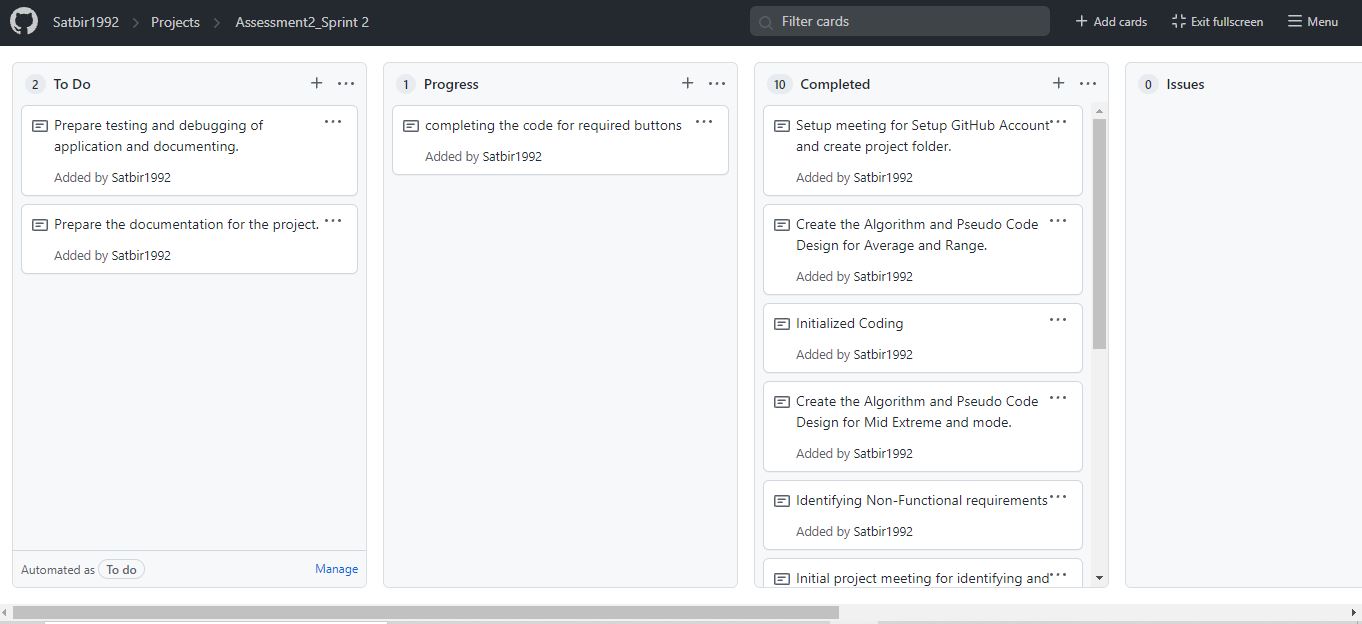 Satbir1992 Projects Assessment2_Sprint 2 Filter cards Add cards Exit fullscreen Menu
2 To Do
Prepare testing and debugging of
application and documenting.
Added by Satbir1992
Prepare the documentation for the project.
Added by Satbir1992
Automated as To do Manage
1 Progress
completing the code for required buttons
Added by Satbir1992
10 Completed
Setup meeting for Setup GitHub Account
and create project folder.
Added by Satbir1992
Create the Algorithm and Pseudo Code
Design for Average and Range.
Added by Satbir1992
Initialized Coding
Added by Satbir1992
Create the Algorithm and Pseudo Code
Design for Mid Extreme and mode.
Added by Satbir1992
Identifying Non-Functional requirements
Added by Satbir1992
Initial project meeting for identifying and
0 Issues